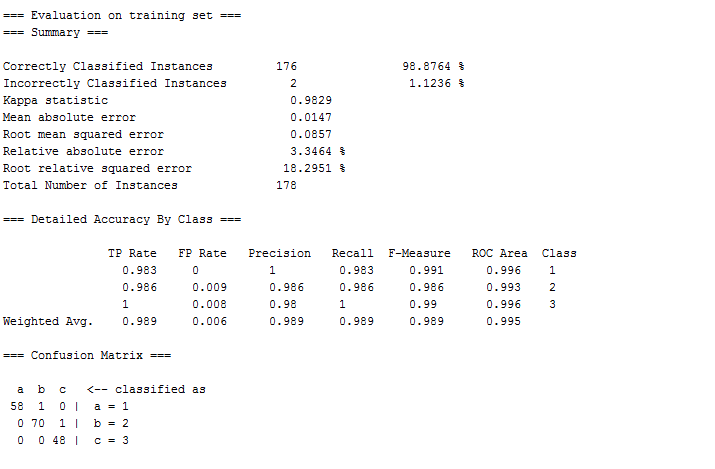 === Evaluation on training set ===
=== Summary ===
Correctly Classified Instances 176 98.8764 %
Incorrectly Classified Instances 2 1.1236 %
Kappa statistic 0.9829
Mean absolute error 0.0147
Root mean squared error 0.0857
Relative absolute error 3.3464 %
Root relative squared error 18.2951 %
Total Number of Instances 178
=== Detailed Accuracy By Class ===
TP Rate FP Rate Precision Recall F-Measure ROC Area Class
0.983 0 1 0.983 0.991 0.996 1
0.986 0.009 0.986 0.986 0.986 0.993 2
1 0.008 0.98 1 0.99 0.996 3
Weighted Avg. 0.989 0.006 0.989 0.989 0.989 0.995
=== Confusion Matrix ===
a b c <-- classified as
58 1 0 | a = 1
0 70 1 | b = 2
0 0 48 | c = 3